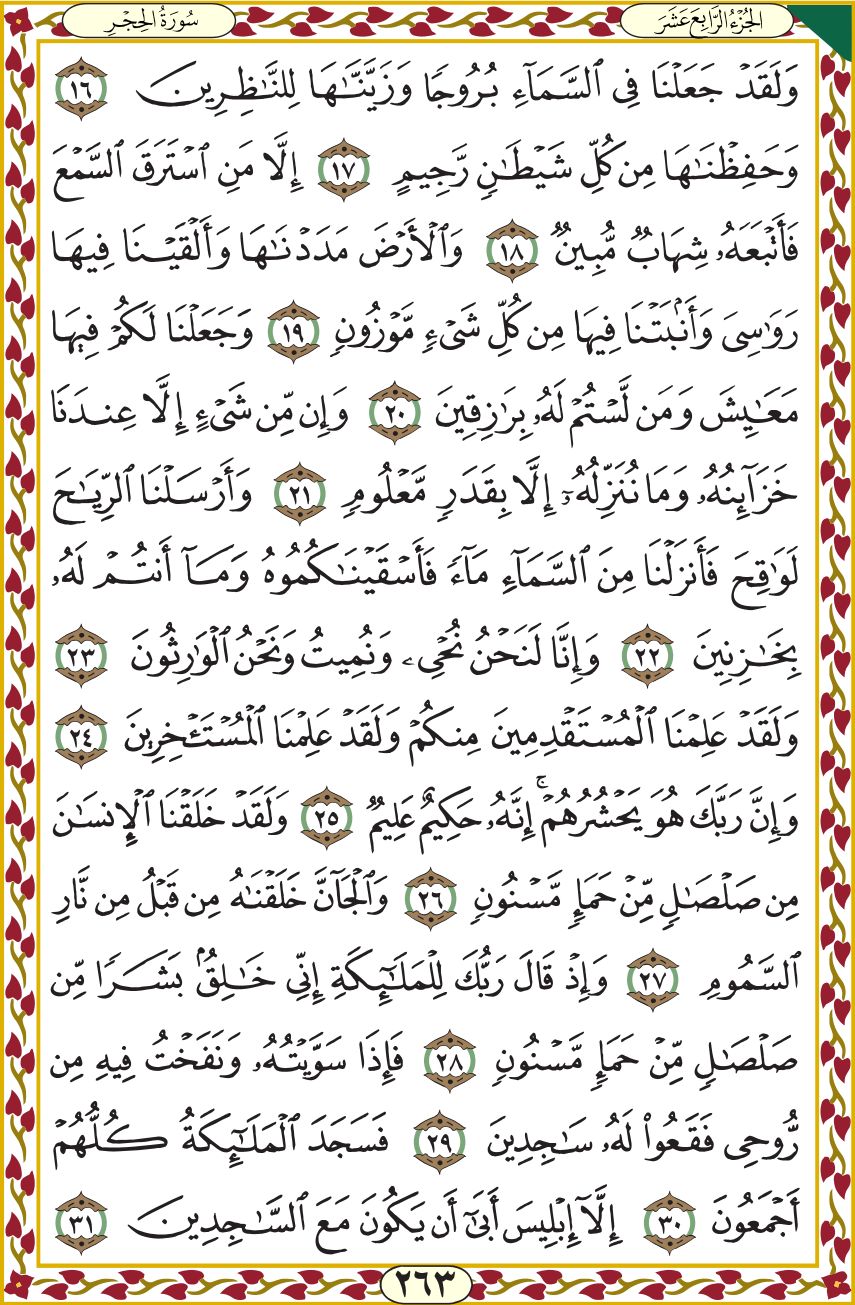 الجُزْءُ الرَّابِعَ عَشَرَ
سُورَةُ الحِجْرِ
وَلَقَدْ جَعَلْنَا فِي ٱلسَّمَآءِ بُرُوجٗا وَزَيَّنَّٰهَا لِلنَّٰظِرِينَ ١٦
وَحَفِظْنَٰهَا مِن كُلِّ شَيْطَٰنٖ رَّجِيمٍ ١٧ إِلَّا مَنِ ٱسْتَرَقَ ٱلسَّمْعَ
فَأَتْبَعَهُۥ شِهَابٞ مُّبِينٞ ١٨ وَٱلْأَرْضَ مَدَدْنَٰهَا وَأَلْقَيْنَا فِيهَا
رَوَٰسِيَ وَأَنۢبَتْنَا فِيهَا مِن كُلِّ شَيْءٖ مَّوْزُونٖ ١٩ وَجَعَلْنَا لَكُمْ فِيهَا
مَعَٰيِشَ وَمَن لَّسْتُمْ لَهُۥ بِرَٰزِقِينَ ٢٠ وَإِن مِّن شَيْءٍ إِلَّا عِندَنَا
خَزَآئِنُهُۥ وَمَا نُنَزِّلُهُۥٓ إِلَّا بِقَدَرٖ مَّعْلُومٖ ٢١ وَأَرْسَلْنَا ٱلرِّيَٰحَ
لَوَٰقِحَ فَأَنزَلْنَا مِنَ ٱلسَّمَآءِ مَآءٗ فَأَسْقَيْنَٰكُمُوهُ وَمَآ أَنتُمْ لَهُۥ
بِخَٰزِنِينَ ٢٢ وَإِنَّا لَنَحْنُ نُحْيِۦ وَنُمِيتُ وَنَحْنُ ٱلْوَٰرِثُونَ ٢٣
وَلَقَدْ عَلِمْنَا ٱلْمُسْتَقْدِمِينَ مِنكُمْ وَلَقَدْ عَلِمْنَا ٱلْمُسْتَـْٔخِرِينَ ٢٤
وَإِنَّ رَبَّكَ هُوَ يَحْشُرُهُمْۚ إِنَّهُۥ حَكِيمٌ عَلِيمٞ ٢٥ وَلَقَدْ خَلَقْنَا ٱلْإِنسَٰنَ
مِن صَلْصَٰلٖ مِّنْ حَمَإٖ مَّسْنُونٖ ٢٦ وَٱلْجَآنَّ خَلَقْنَٰهُ مِن قَبْلُ مِن نَّارِ
ٱلسَّمُومِ ٢٧ وَإِذْ قَالَ رَبُّكَ لِلْمَلَٰٓئِكَةِ إِنِّي خَٰلِقُۢ بَشَرٗا مِّن
صَلْصَٰلٖ مِّنْ حَمَإٖ مَّسْنُونٖ ٢٨ فَإِذَا سَوَّيْتُهُۥ وَنَفَخْتُ فِيهِ مِن
رُّوحِي فَقَعُوا۟ لَهُۥ سَٰجِدِينَ ٢٩ فَسَجَدَ ٱلْمَلَٰٓئِكَةُ كُلُّهُمْ
أَجْمَعُونَ ٣٠ إِلَّآ إِبْلِيسَ أَبَىٰٓ أَن يَكُونَ مَعَ ٱلسَّٰجِدِينَ ٣١
٢٦٣